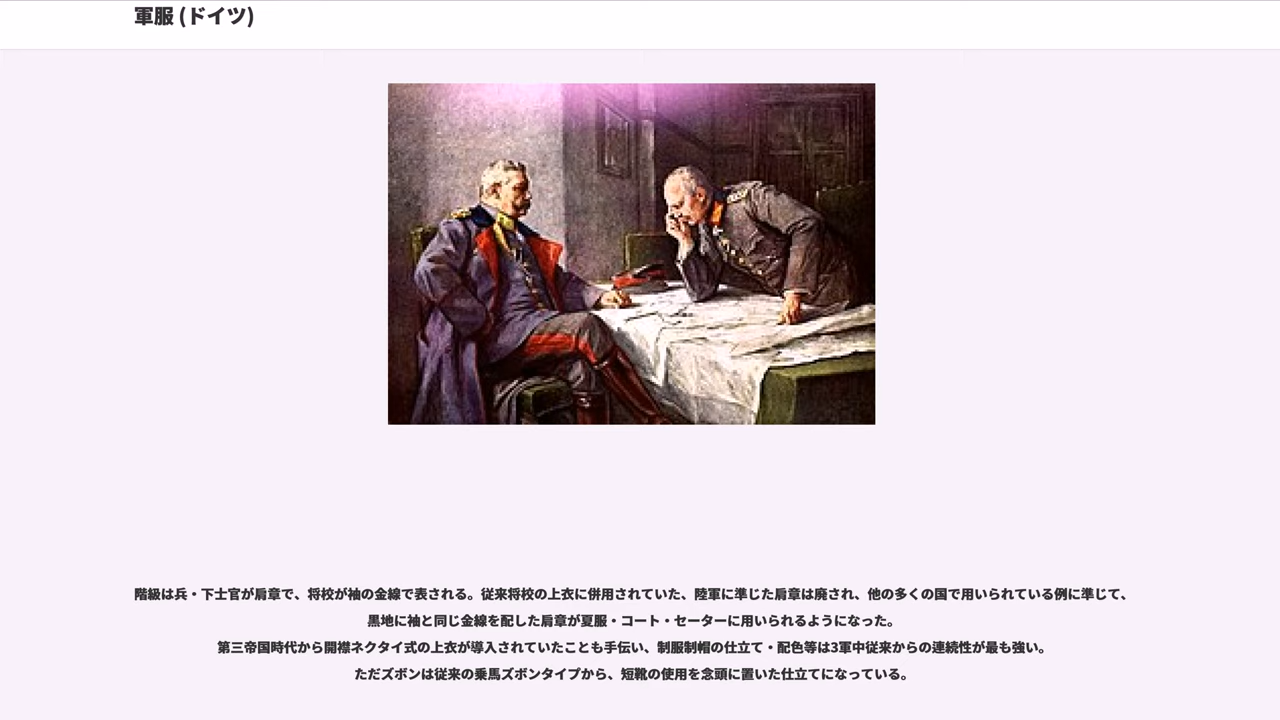 軍服 (ドイツ)
階級は兵・下士官が肩章で、将校が袖の金線で表される。従来将校の上衣に併用されていた、陸軍に準じた肩章は廃され、他の多くの国で用いられている例に準じて、
黒地に袖と同じ金線を配した肩章が夏服・コート・セーターに用いられるようになった。
第三帝国時代から開襟ネクタイ式の上衣が導入されていたことも手伝い、制服制帽の仕立て・配色等は3軍中従来からの連続性が最も強い。
ただズボンは従来の乗馬ズボンタイプから、短靴の使用を念頭に置いた仕立てになっている。